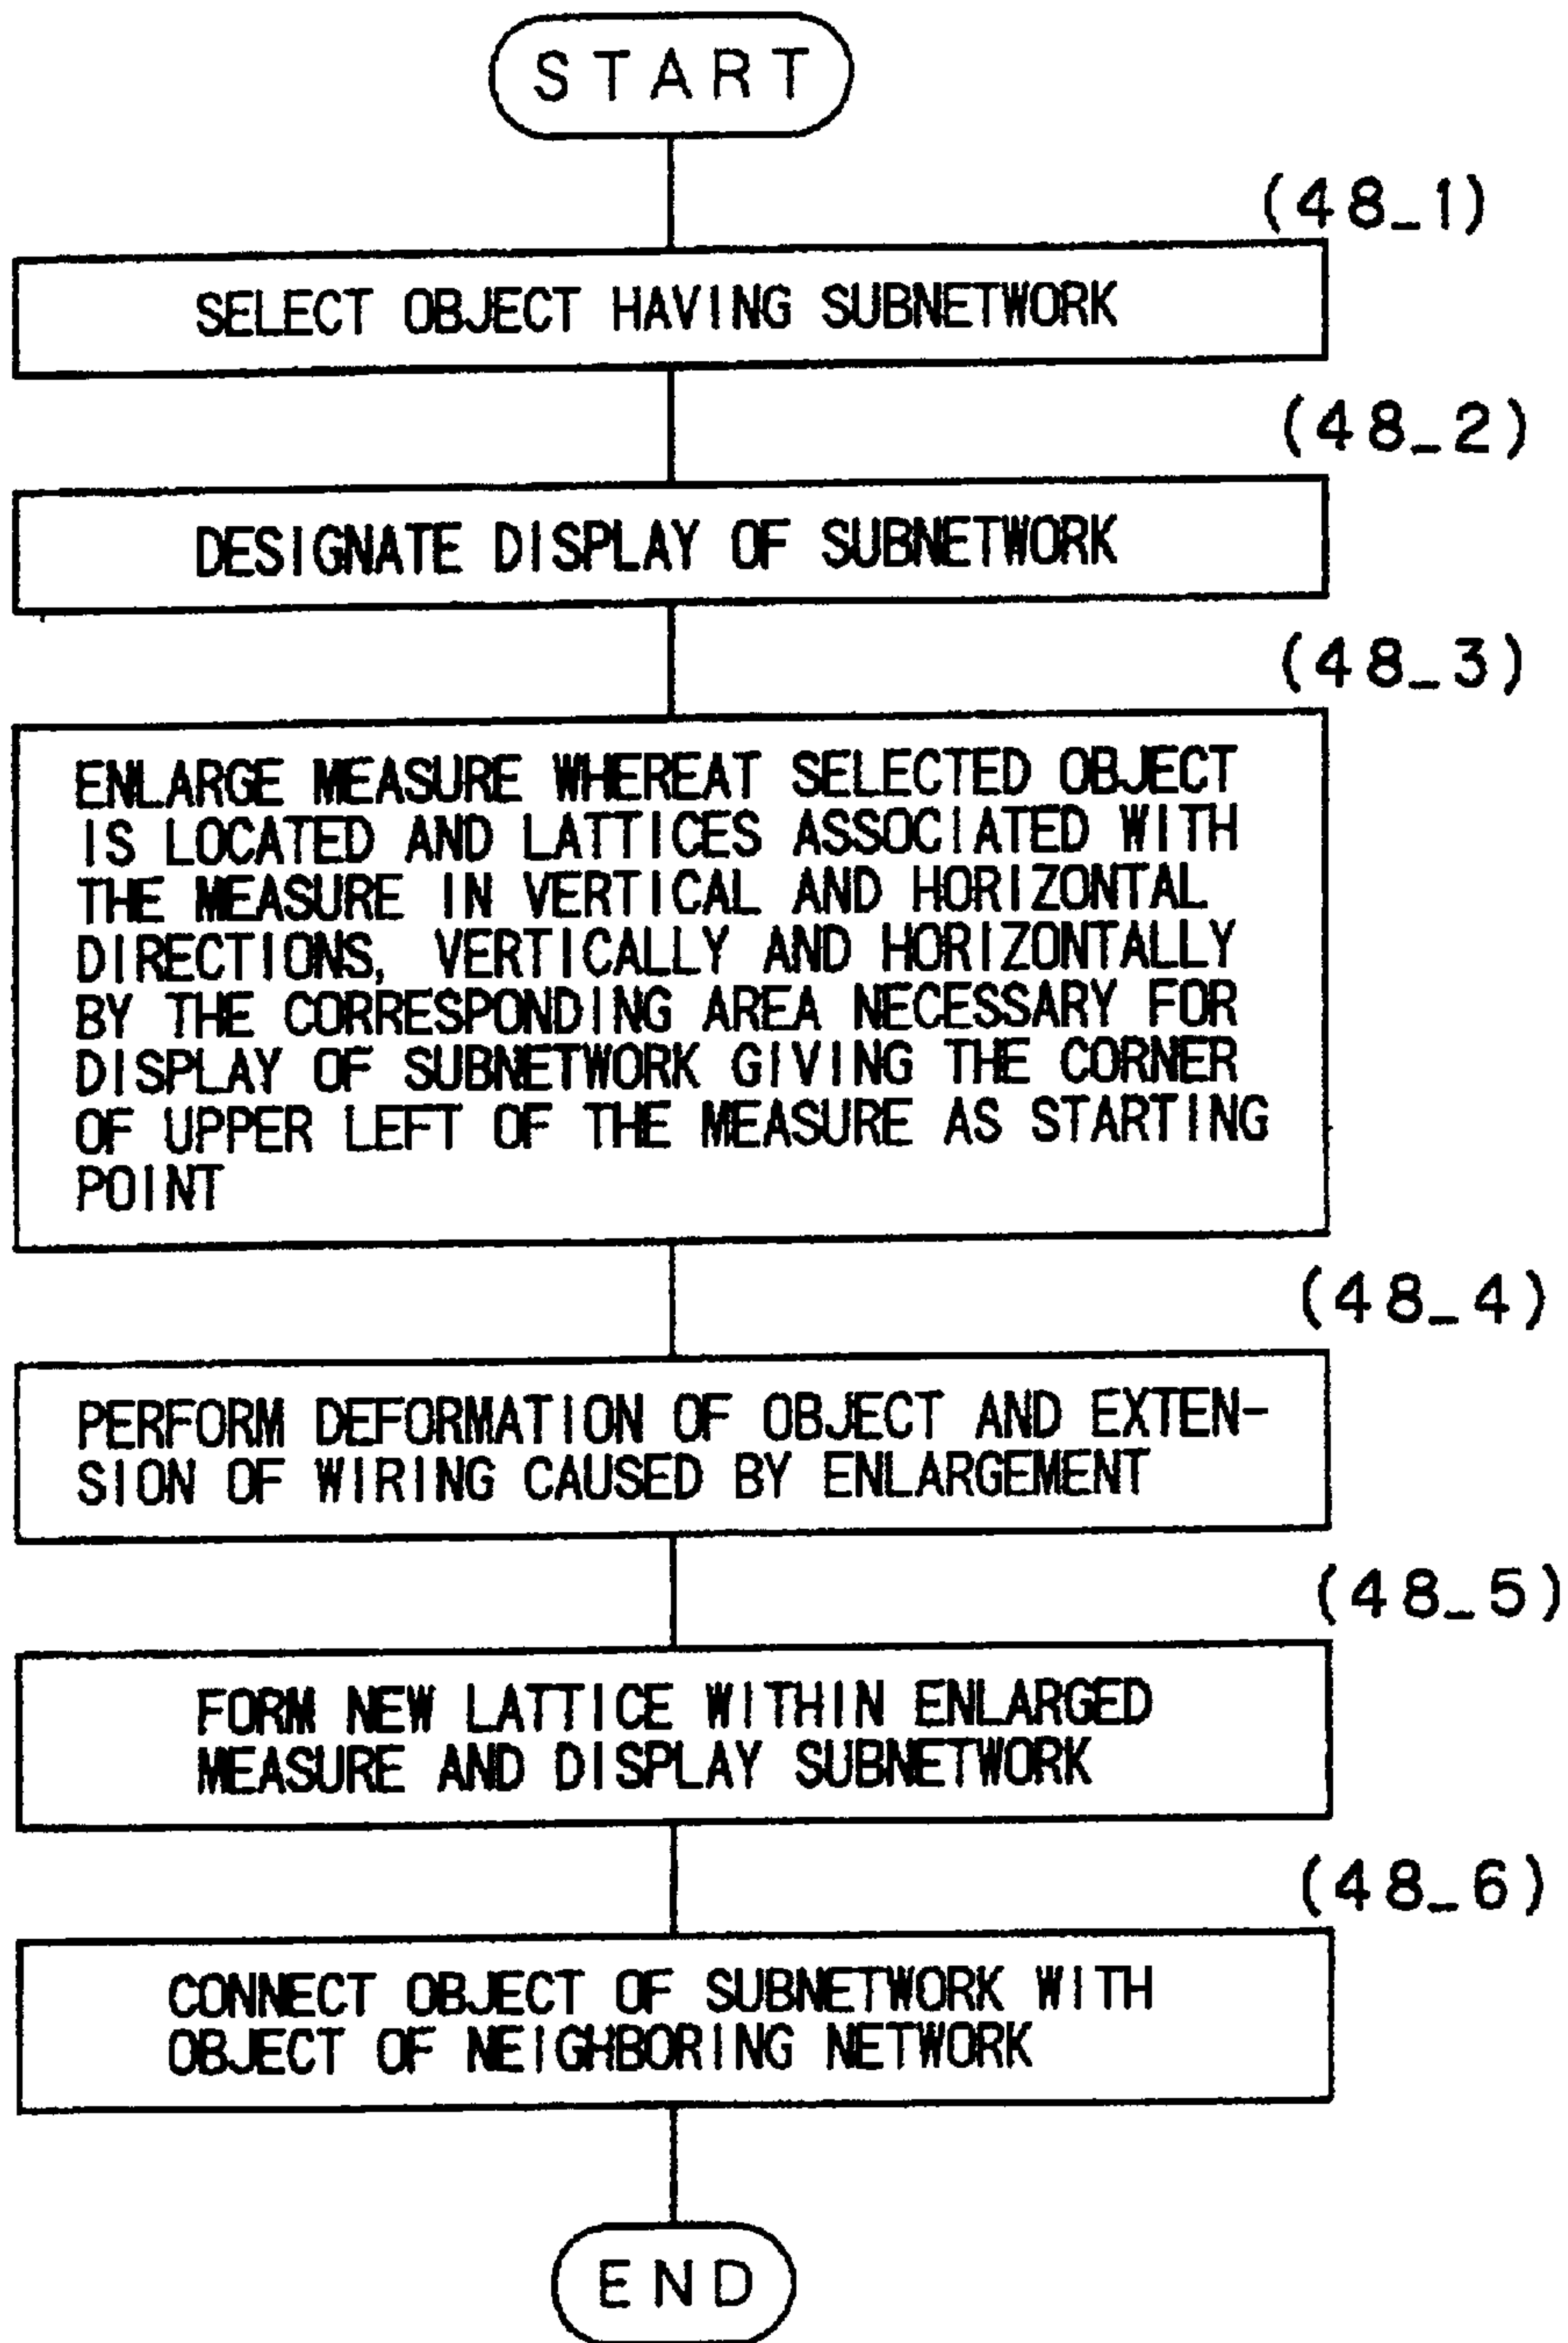 START
(48_1)
SELECT OBJECT HAVING SUBNETWORK
(48_2)
DESIGNATE DISPLAY OF SUBNETWORK
(48_3)
ENLARGE MEASURE WHEREAT SELECTED OBJECT
IS LOCATED AND LATTICES ASSOCIATED WITH
THE MEASURE IN VERTICAL AND HORIZONTAL
DIRECTIONS, VERTICALLY AND HORIZONTALLY
BY THE CORRESPONDING AREA NECESSARY FOR
DISPLAY OF SUBNETWORK GIVING THE CORNER
OF UPPER LEFT OF THE MEASURE AS STARTING
POINT
(48_4)
PERFORM DEFORMATION OF OBJECT AND EXTEN-
SION OF WIRING CAUSED BY ENLARGEMENT
(48_5)
FORM NEW LATTICE WITHIN ENLARGED
MEASURE AND DISPLAY SUBNETWORK
(48_6)
CONNECT OBJECT OF SUBNETWORK WITH
OBJECT OF NEIGHBORING NETWORK
END